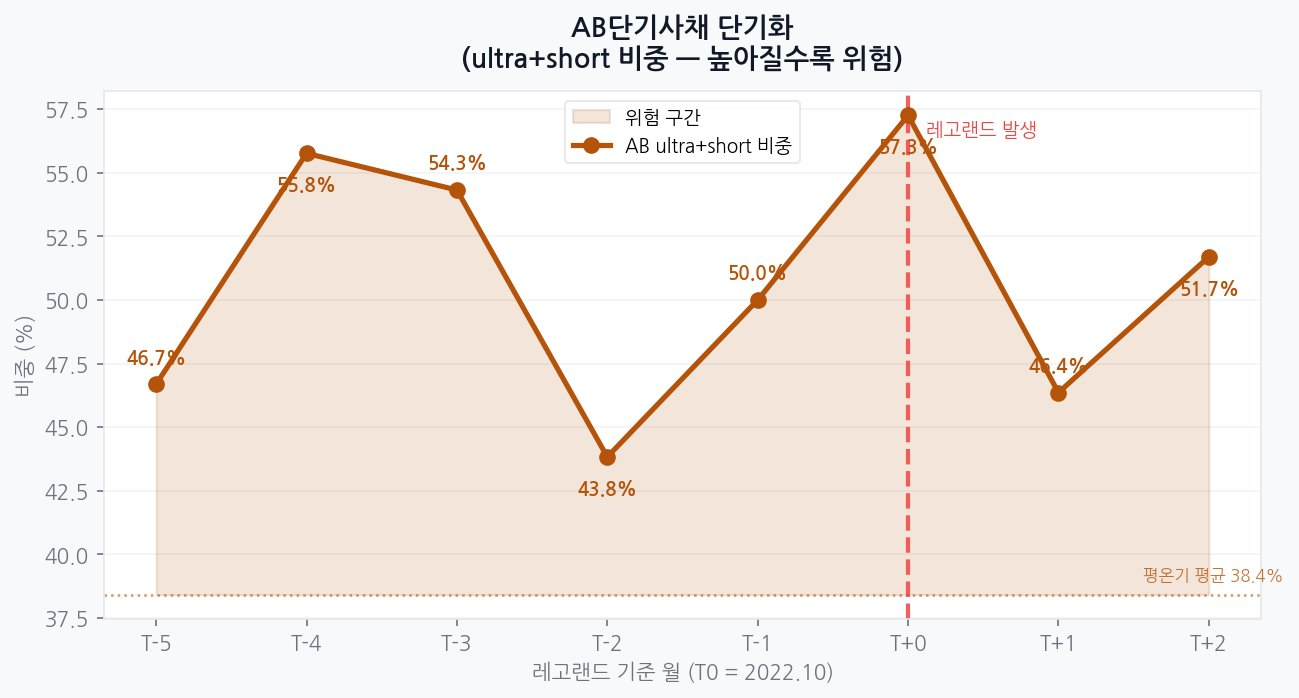 AB단기사채 단기화
(ultra+short 비중 — 높아질수록 위험)
위험 구간
AB ultra+short 비중
레고랜드 발생
57.5
55.0
52.5
50.0
47.5
45.0
42.5
40.0
37.5
비중 (%)
46.7%
55.8%
54.3%
43.8%
50.0%
57.3%
46.4%
51.7%
평온기 평균 38.4%
T-5
T-4
T-3
T-2
T-1
T+0
T+1
T+2
레고랜드 기준 월 (T0 = 2022.10)